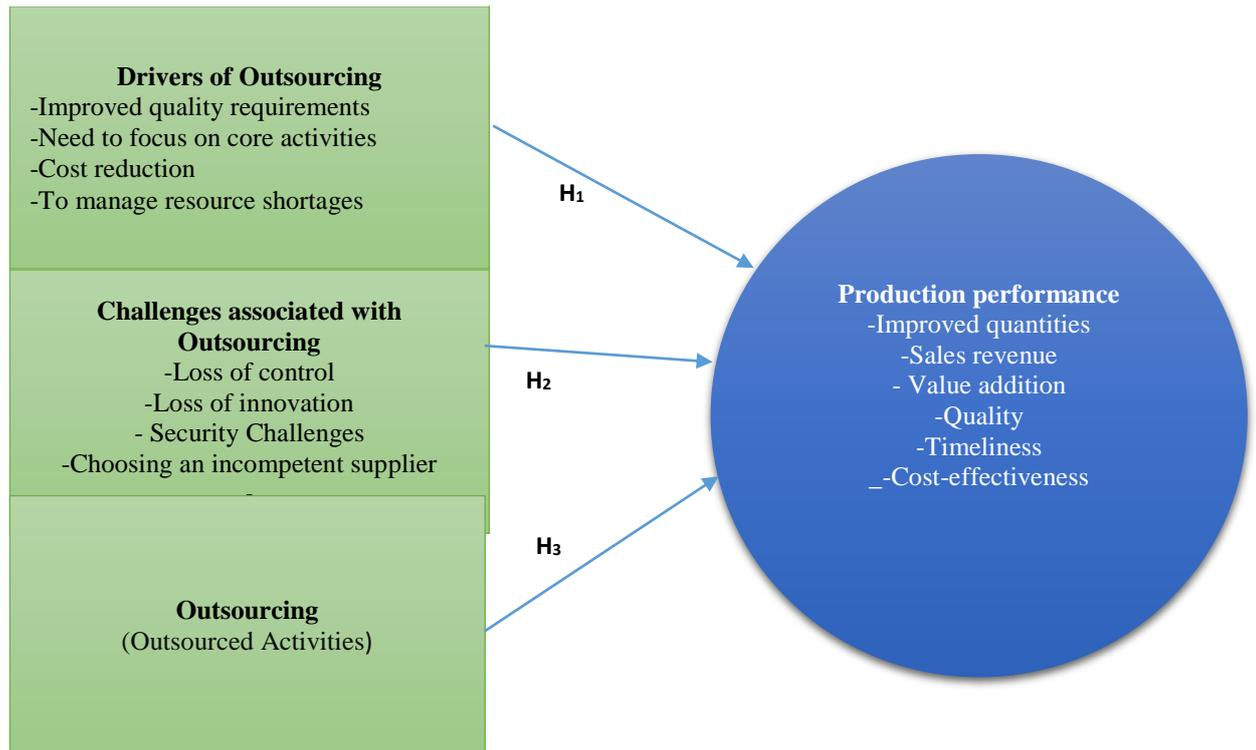 Drivers of Outsourcing
-Improved quality requirements
-Need to focus on core activities
-Cost reduction
-To manage resource shortages
H1
Challenges associated with
Outsourcing
-Loss of control
-Loss of innovation
- Security Challenges
-Choosing an incompetent supplier
-
H2
Outsourcing
(Outsourced Activities)
H3
Production performance
-Improved quantities
-Sales revenue
- Value addition
-Quality
-Timeliness
_-Cost-effectiveness